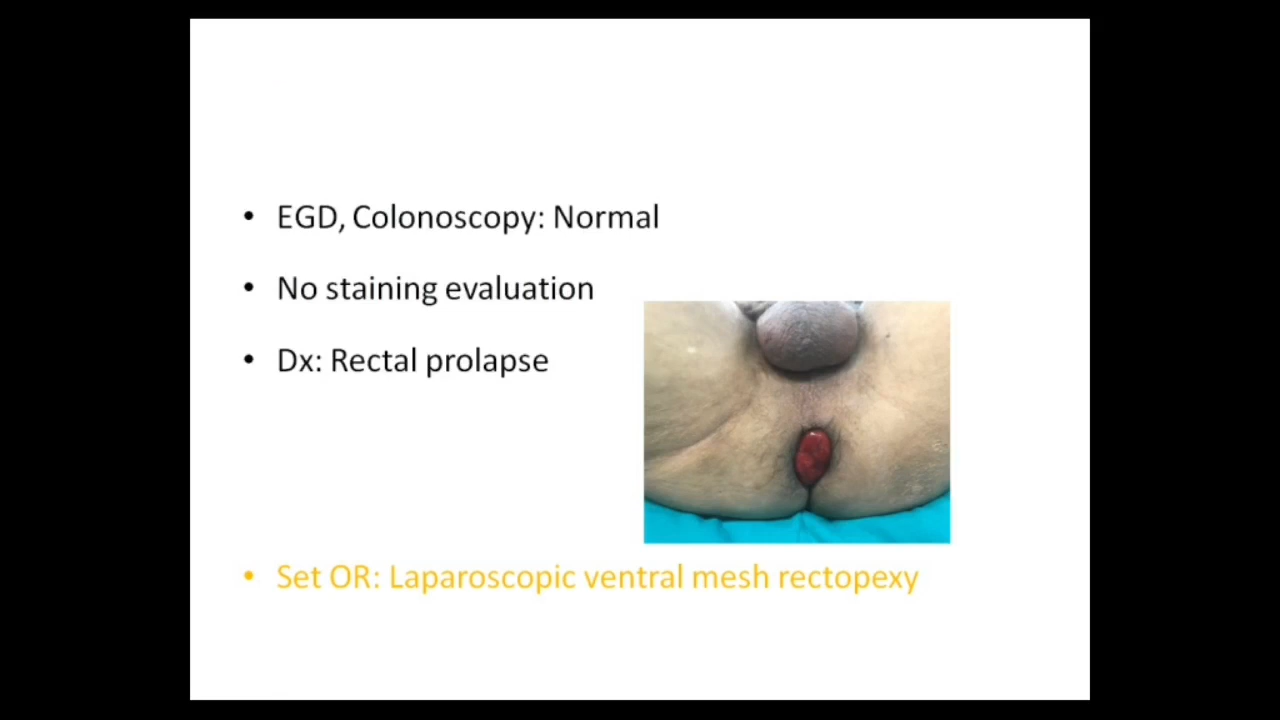 • EGD, Colonoscopy: Normal
• No staining evaluation
• Dx: Rectal prolapse
• Set OR: Laparoscopic ventral mesh rectopexy